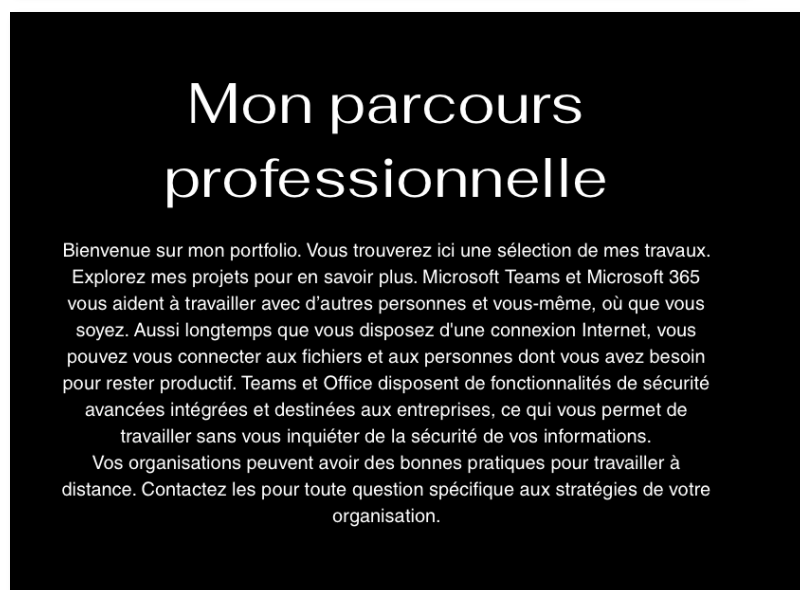 Mon parcours
professionnelle
Bienvenue sur mon portfolio. Vous trouverez ici une sélection de mes travaux.
Explorez mes projets pour en savoir plus. Microsoft Teams et Microsoft 365
vous aident à travailler avec d’autres personnes et vous-même, où que vous
soyez. Aussi longtemps que vous disposez d'une connexion Internet, vous
pouvez vous connecter aux fichiers et aux personnes dont vous avez besoin
pour rester productif. Teams et Office disposent de fonctionnalités de sécurité
avancées intégrées et destinées aux entreprises, ce qui vous permet de
travailler sans vous inquiéter de la sécurité de vos informations.
Vos organisations peuvent avoir des bonnes pratiques pour travailler à
distance. Contactez les pour toute question spécifique aux stratégies de votre
organisation.